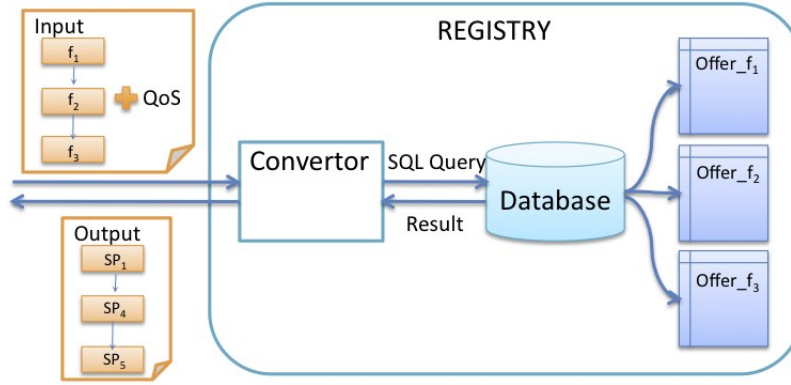 Input
f₁
f₂
QoS
f₃
REGISTRY
Convertor
SQL Query
Result
Database
Offer_f₁
Offer_f₂
Offer_f₃
Output
SP₁
SP₄
SP₅